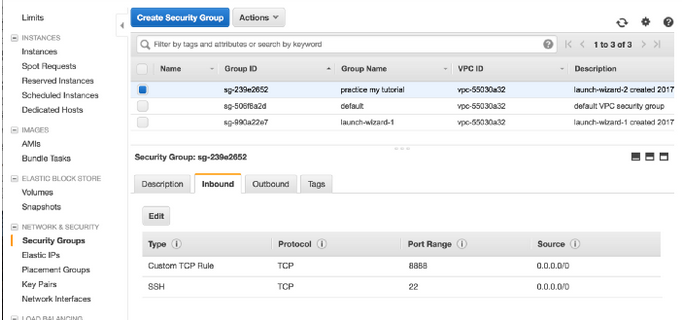 Limits
INSTANCES
Instances
Spot Requests
Reserved Instances
Scheduled Instances
Dedicated Hosts
IMAGES
AMIs
Bundle Tasks
ELASTIC BLOCK STORE
Volumes
Snapshots
NETWORK & SECURITY
Security Groups
Elastic IPs
Placement Groups
Key Pairs
Network Interfaces
LOAD BALANCING
Create Security Group Actions
Filter by tags and attributes or search by keyword 1 to 3 of 3
Name Group ID Group Name VPC ID Description
sg-239e2652 practice my tutorial vpc-55030a32 launch-wizard-2 created 2017
sg-506f8a2d default vpc-55030a32 default VPC security group
sg-990a22e7 launch-wizard-1 vpc-55030a32 launch-wizard-1 created 2017
Security Group: sg-239e2652
Description Inbound Outbound Tags
Edit
Type Protocol Port Range Source
Custom TCP Rule TCP 8888 0.0.0.0/0
SSH TCP 22 0.0.0.0/0